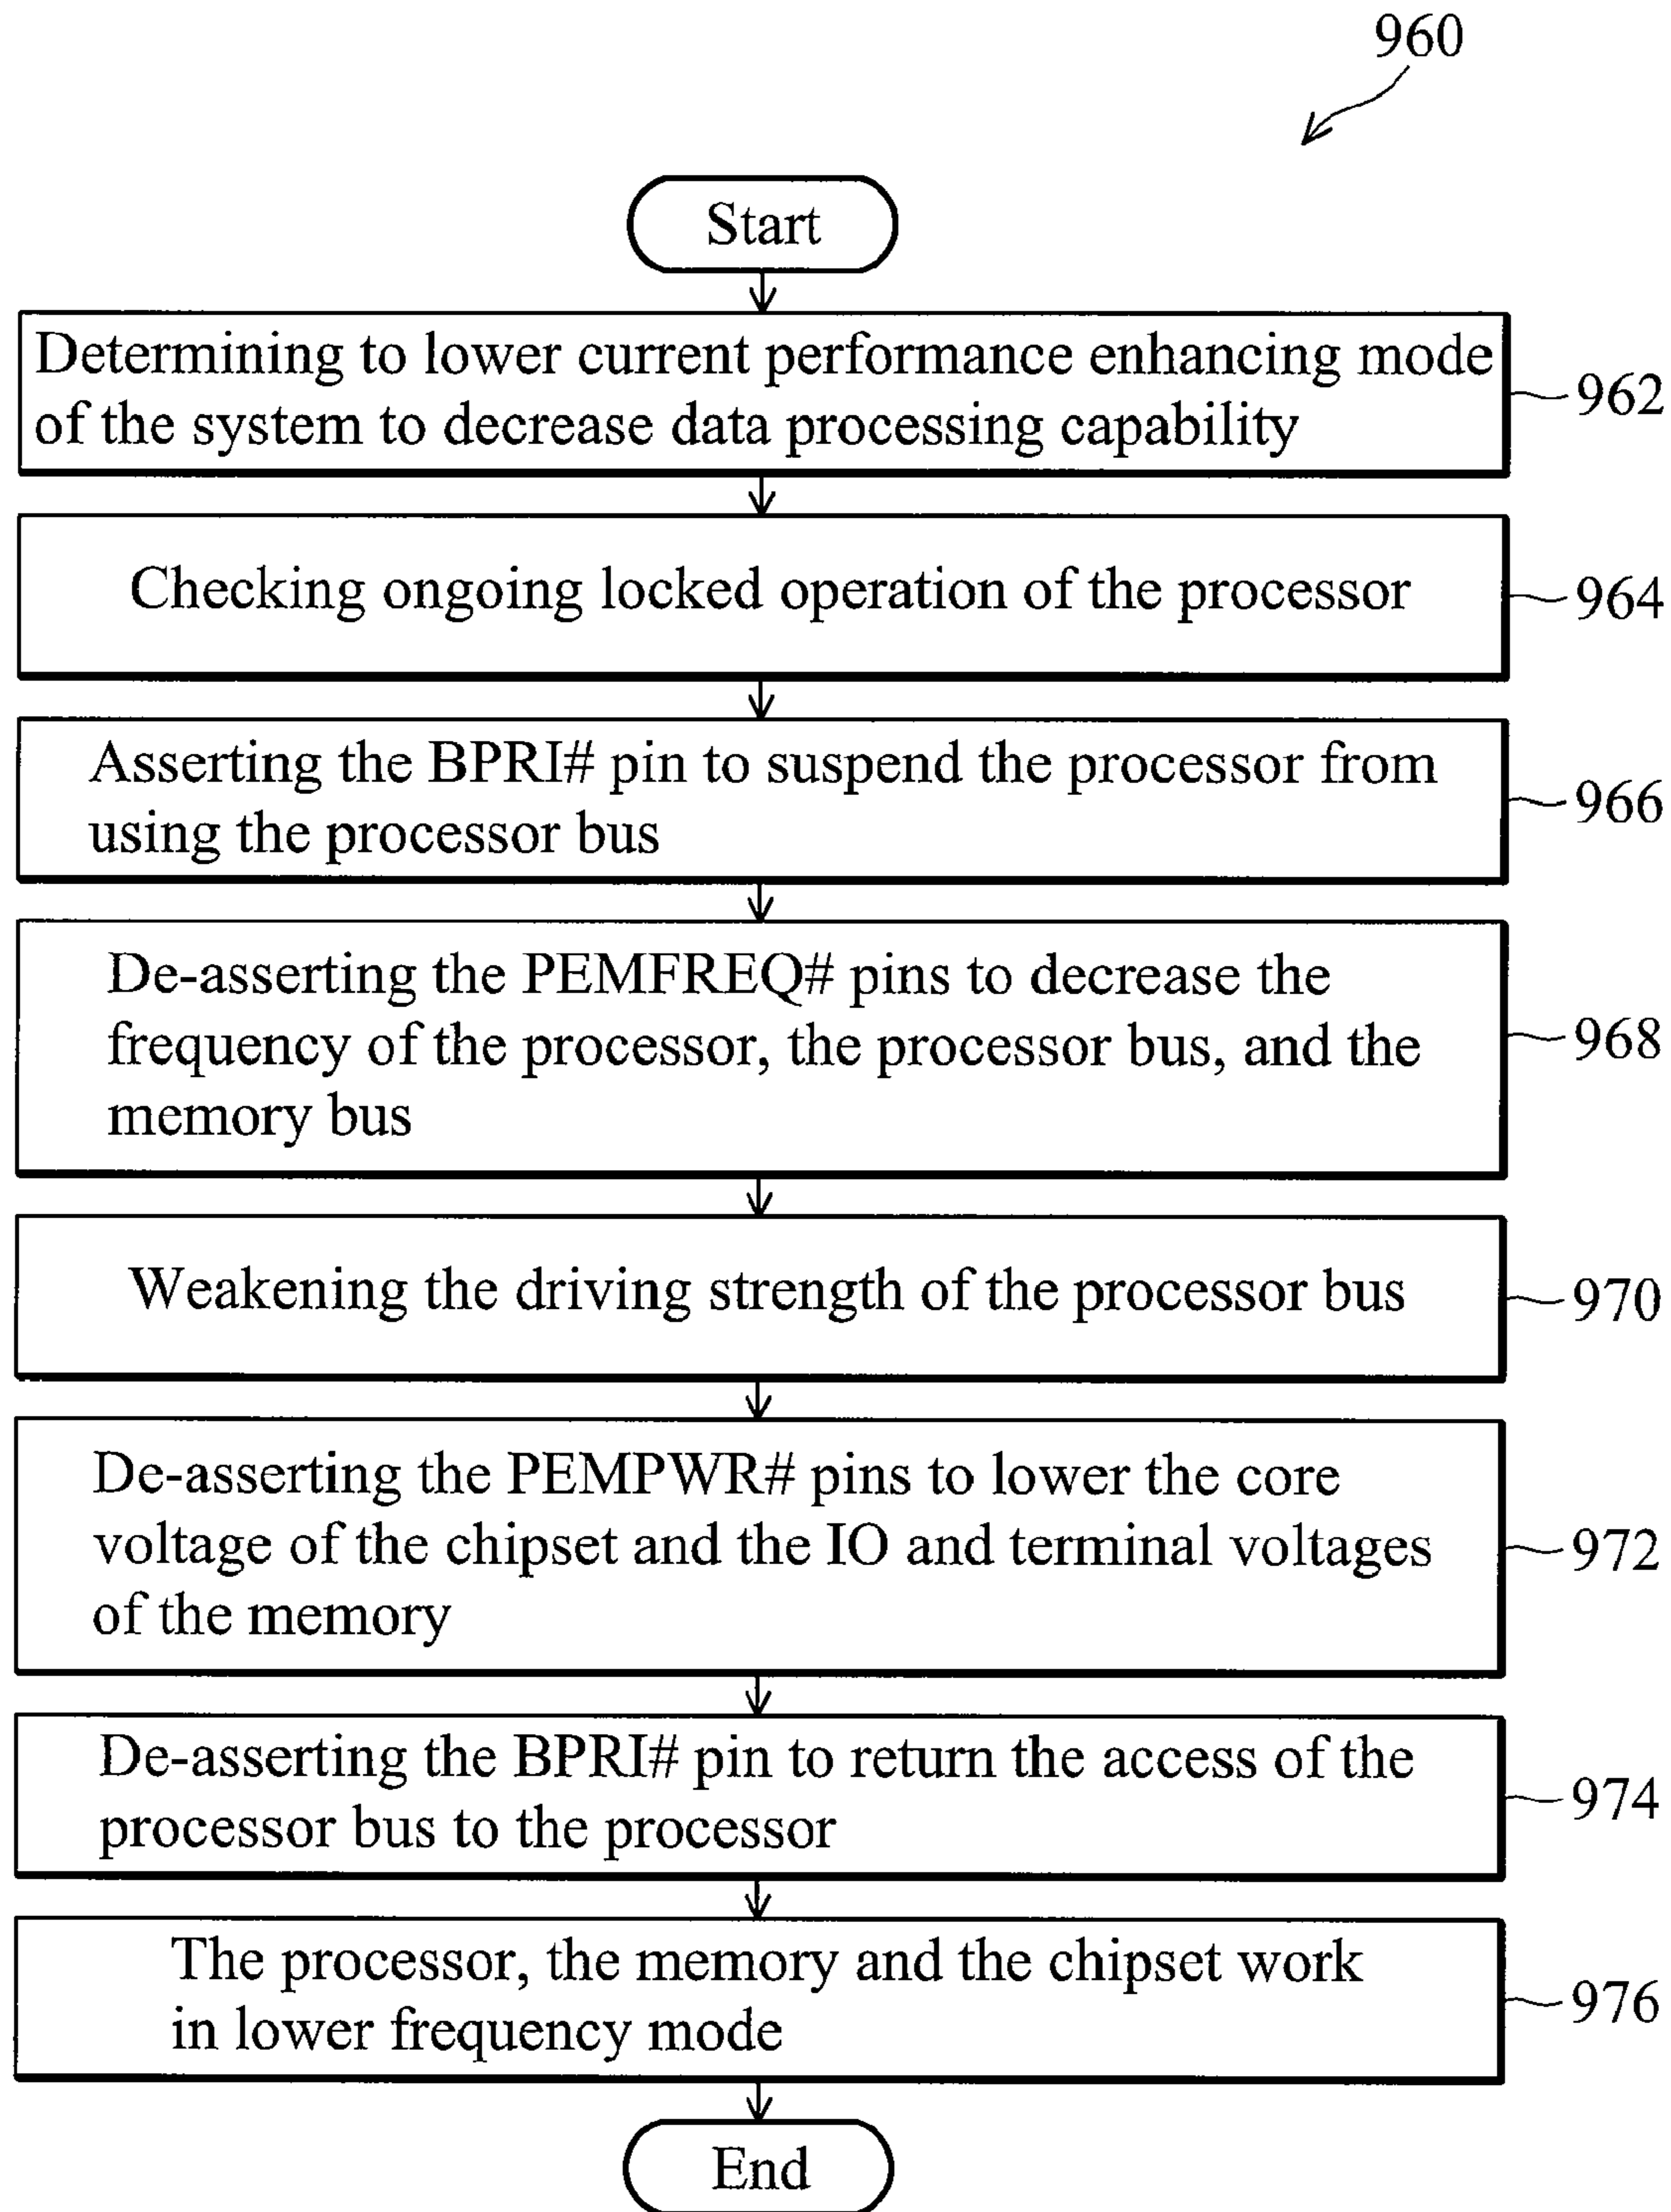 960
Start
Determining to lower current performance enhancing mode
of the system to decrease data processing capability
962
Checking ongoing locked operation of the processor
964
Asserting the BPRI# pin to suspend the processor from
using the processor bus
966
De-asserting the PEMFREQ# pins to decrease the
frequency of the processor, the processor bus, and the
memory bus
968
Weakening the driving strength of the processor bus
970
De-asserting the PEMPWR# pins to lower the core
voltage of the chipset and the IO and terminal voltages
of the memory
972
De-asserting the BPRI# pin to return the access of the
processor bus to the processor
974
The processor, the memory and the chipset work
in lower frequency mode
976
End